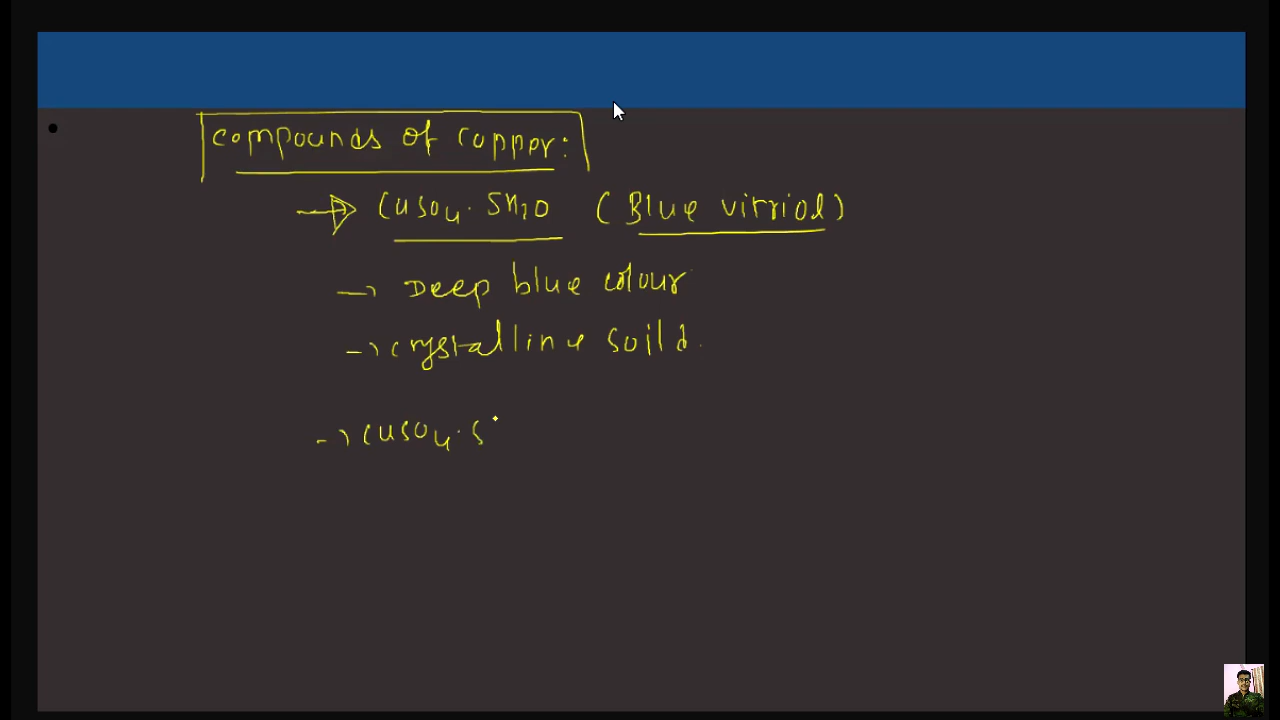 Compounds of Copper:
→ CuSO4. 5H2O (Blue vitriol)
→ Deep blue colour
→ crystalline soild.
→ CuSO4. 5